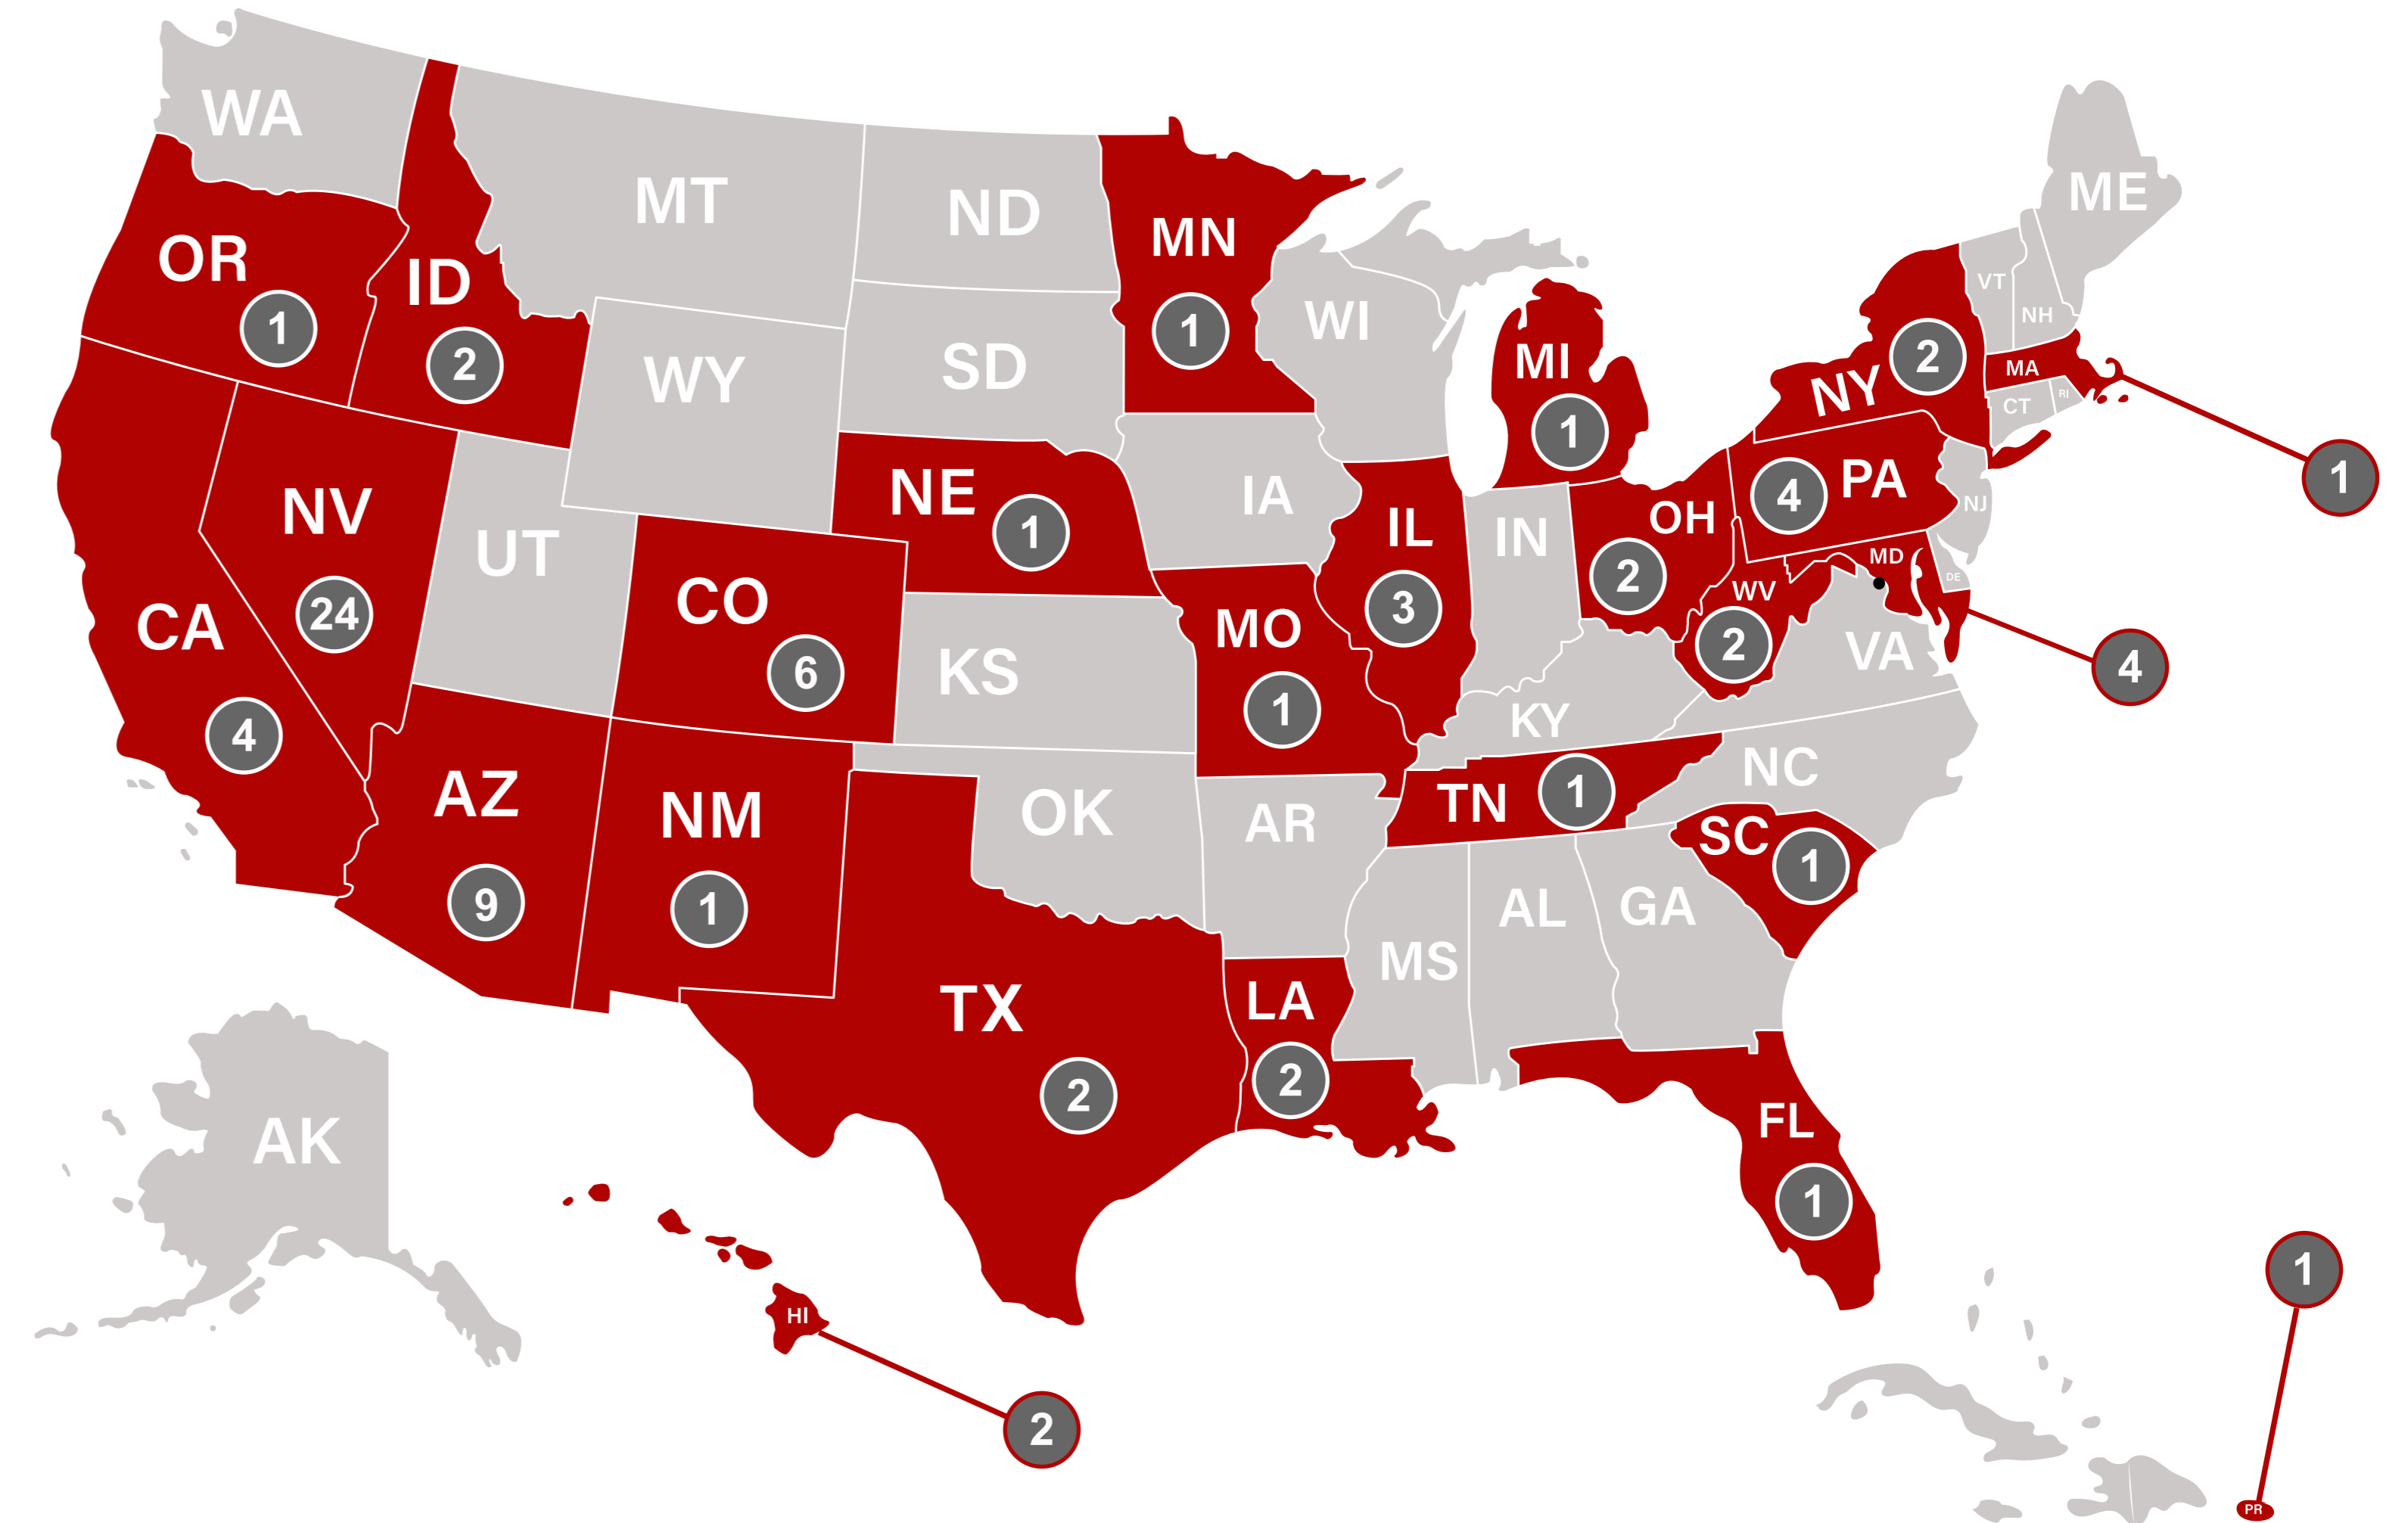 WA
MT
ND
MN
1
OR
1
ID
2
WY
SD
WI
MI
1
ME
VT
NH
NY
2
MA
1
CT
RI
NV
24
UT
CO
6
NE
1
IA
IL
3
IN
OH
2
4
PA
NJ
MD
4
DE
WV
2
VA
CA
4
KS
MO
1
KY
AZ
9
NM
1
OK
AR
TN
1
NC
SC
1
TX
2
LA
2
MS
AL
GA
FL
1
AK
HI
2
1
PR